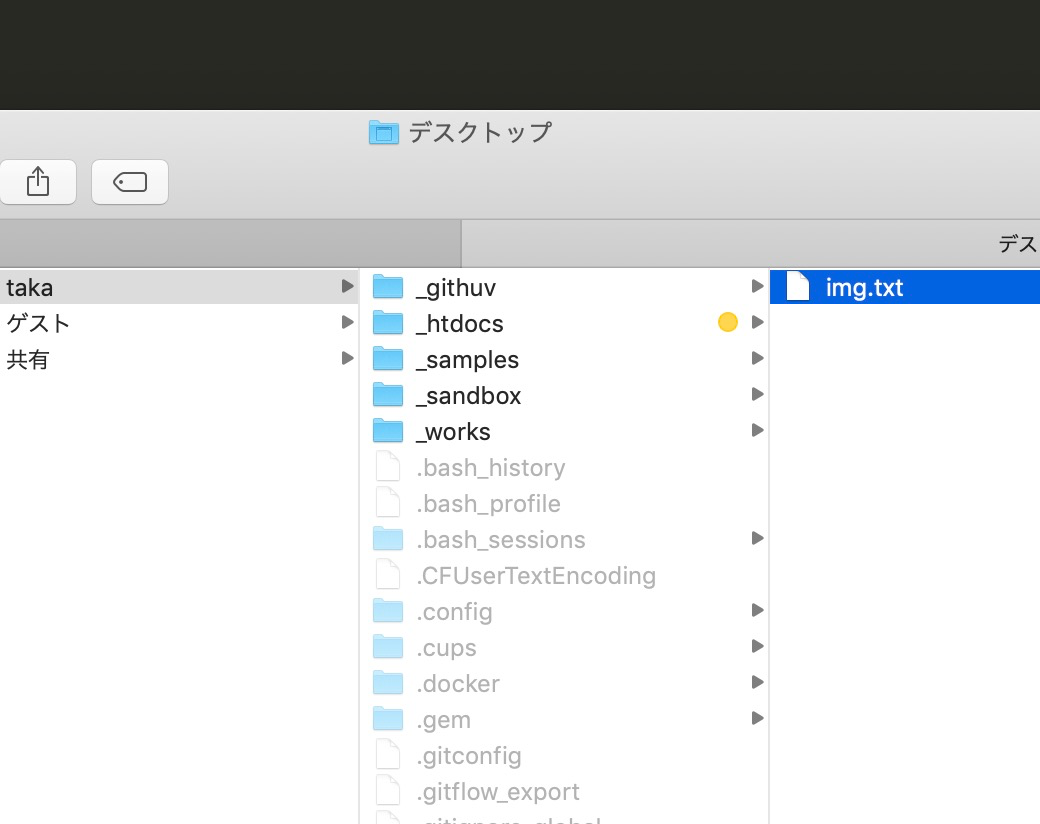 デスクトップ
デス
taka
ゲスト
共有
_githuv
_htdocs
_samples
_sandbox
_works
.bash_history
.bash_profile
.bash_sessions
.CFUserTextEncoding
.config
.cups
.docker
.gem
.gitconfig
.gitflow_export
.gitignore_global
img.txt